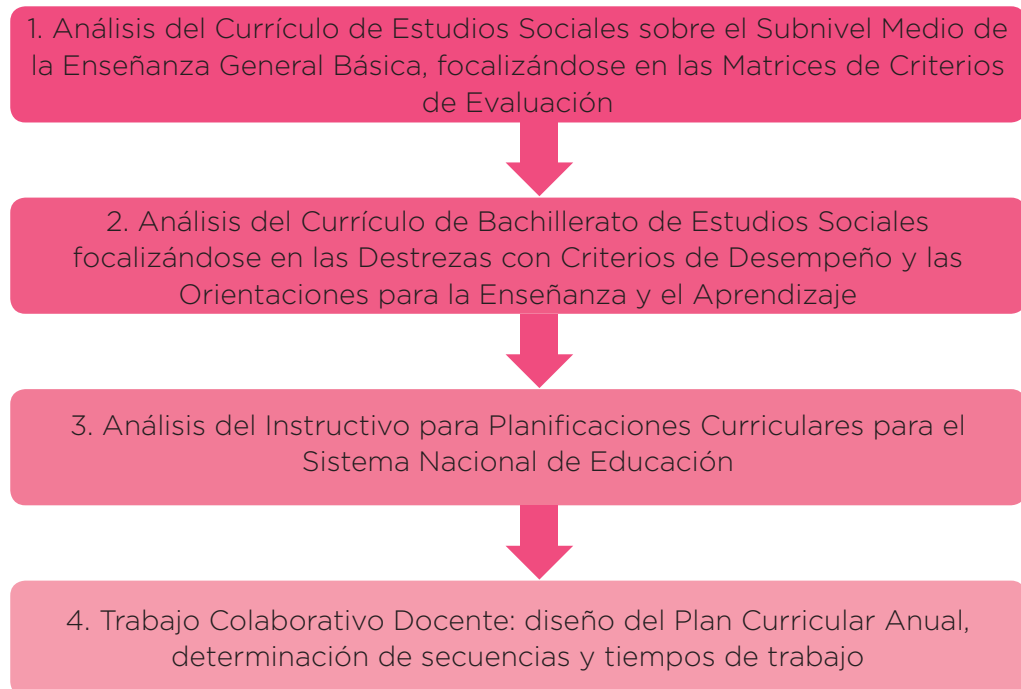 1. Análisis del Currículo de Estudios Sociales sobre el Subnivel Medio de
la Enseñanza General Básica, focalizándose en las Matrices de Criterios
de Evaluación
2. Análisis del Currículo de Bachillerato de Estudios Sociales
focalizándose en las Destrezas con Criterios de Desempeño y las
Orientaciones para la Enseñanza y el Aprendizaje
3. Análisis del Instructivo para Planificaciones Curriculares para el
Sistema Nacional de Educación
4. Trabajo Colaborativo Docente: diseño del Plan Curricular Anual,
determinación de secuencias y tiempos de trabajo